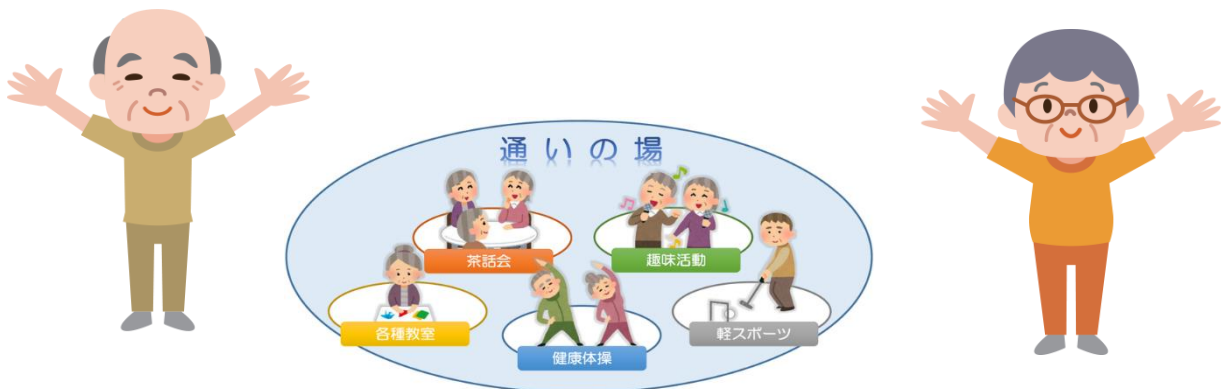 通いの場
茶話会
趣味活動
各種教室
軽スポーツ
健康体操